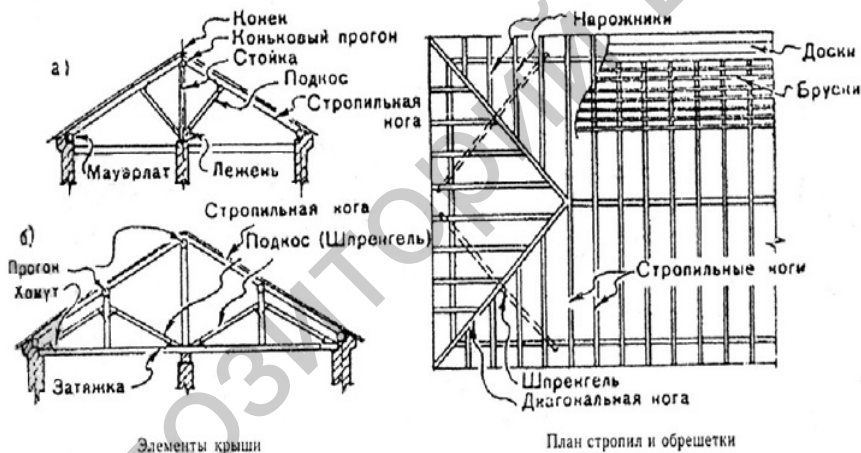 а)
Конек
Коньковый прогон
Стойка
Подкос
Стропильная
нога
Мауэрлат
Лежень
б)
Стропильная нога
Подкос (Шпренгель)
Прогон
Хомут
Затяжка
Элементы крыши
Нарожники
Доски
Бруски
Стропильные ноги
Шпренгель
Диагональная нога
План стропил и обрешетки
ОЗИТОРИЙ